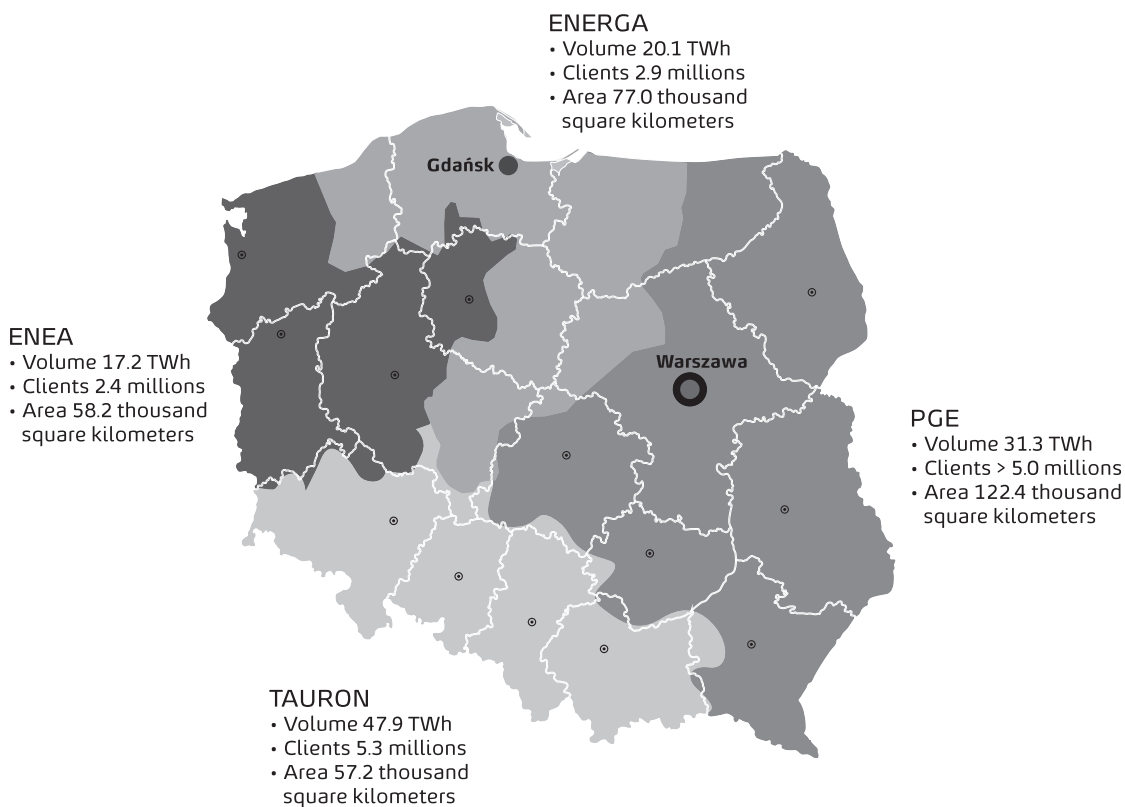 ENERGA
• Volume 20.1 TWh
• Clients 2.9 millions
• Area 77.0 thousand
square kilometers
Gdańsk
ENEA
• Volume 17.2 TWh
• Clients 2.4 millions
• Area 58.2 thousand
square kilometers
Warszawa
PGE
• Volume 31.3 TWh
• Clients > 5.0 millions
• Area 122.4 thousand
square kilometers
TAURON
• Volume 47.9 TWh
• Clients 5.3 millions
• Area 57.2 thousand
square kilometers